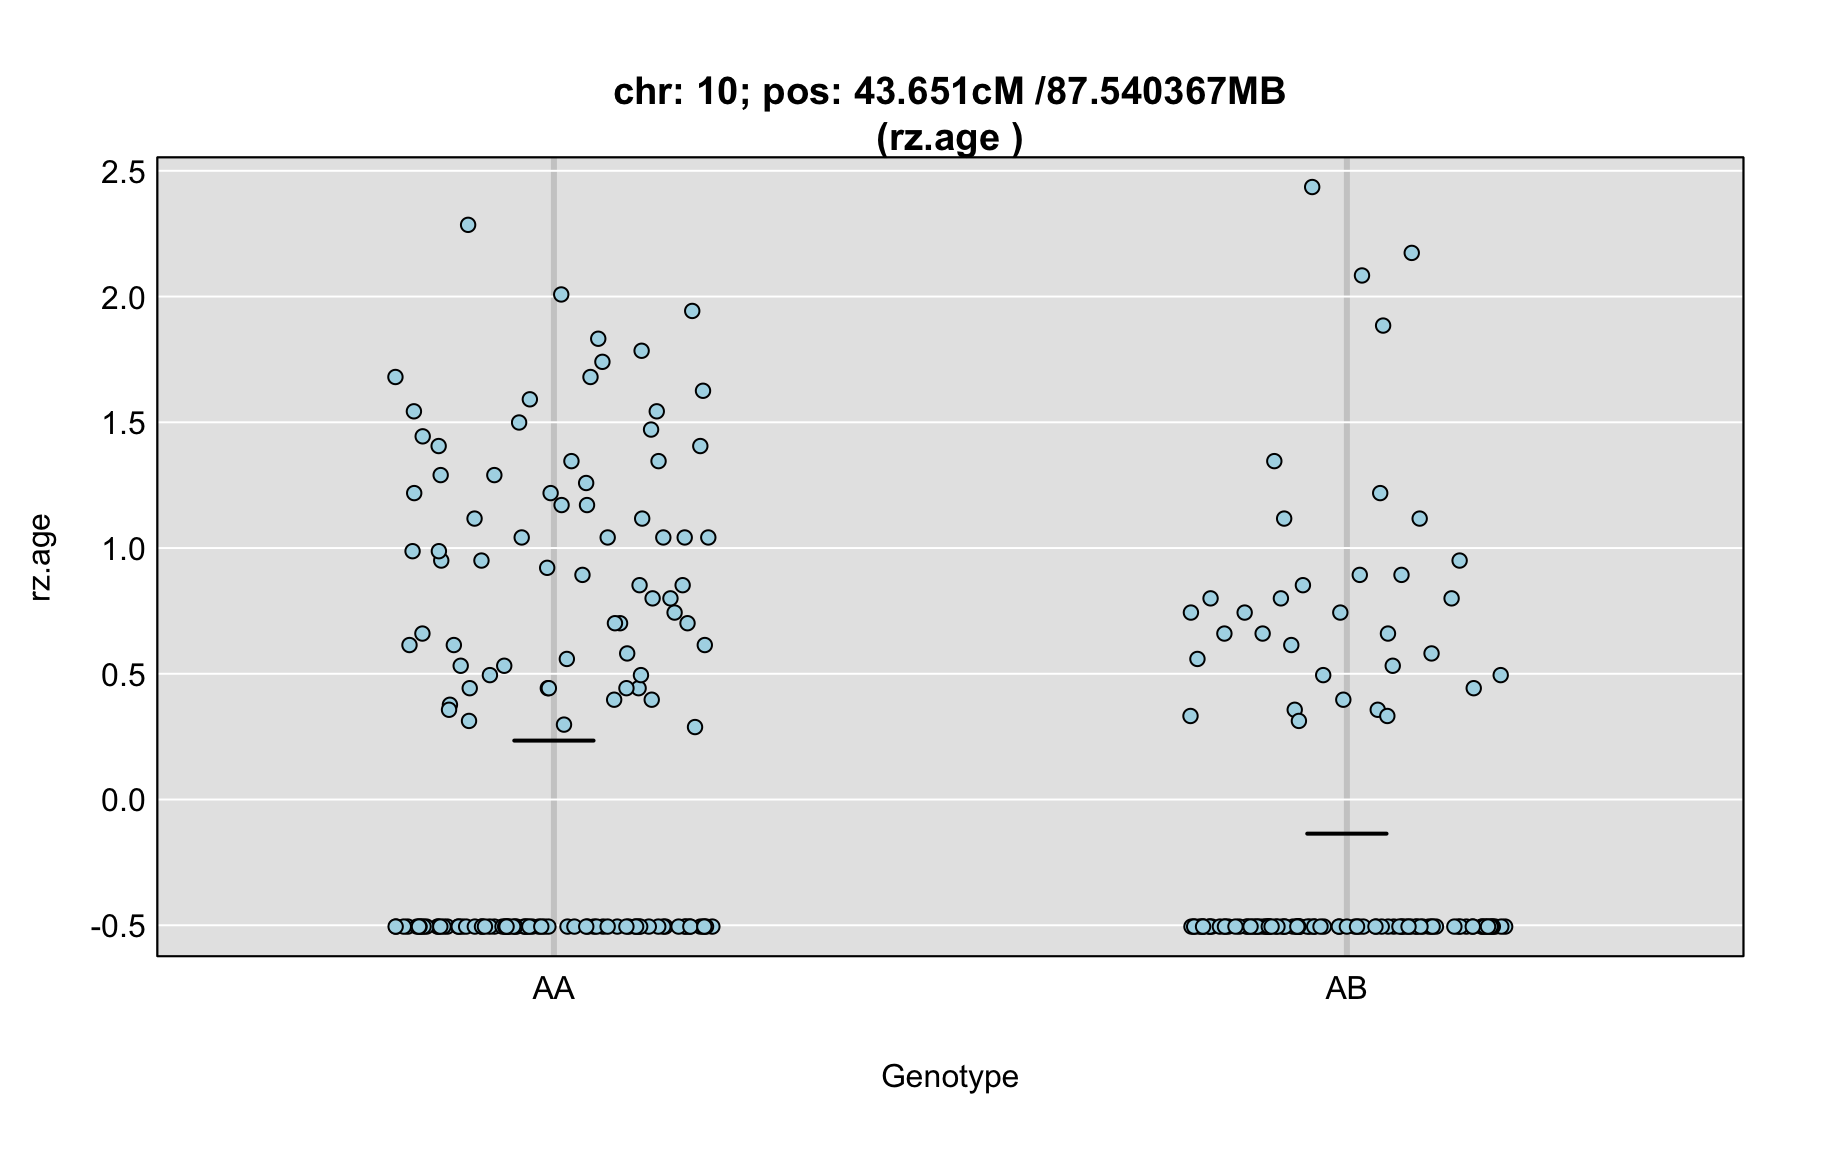 chr: 10; pos: 43.651cM /87.540367MB
(rz.age )
2.5
2.0
1.5
1.0
0.5
0.0
-0.5
rz.age
AA
AB
Genotype